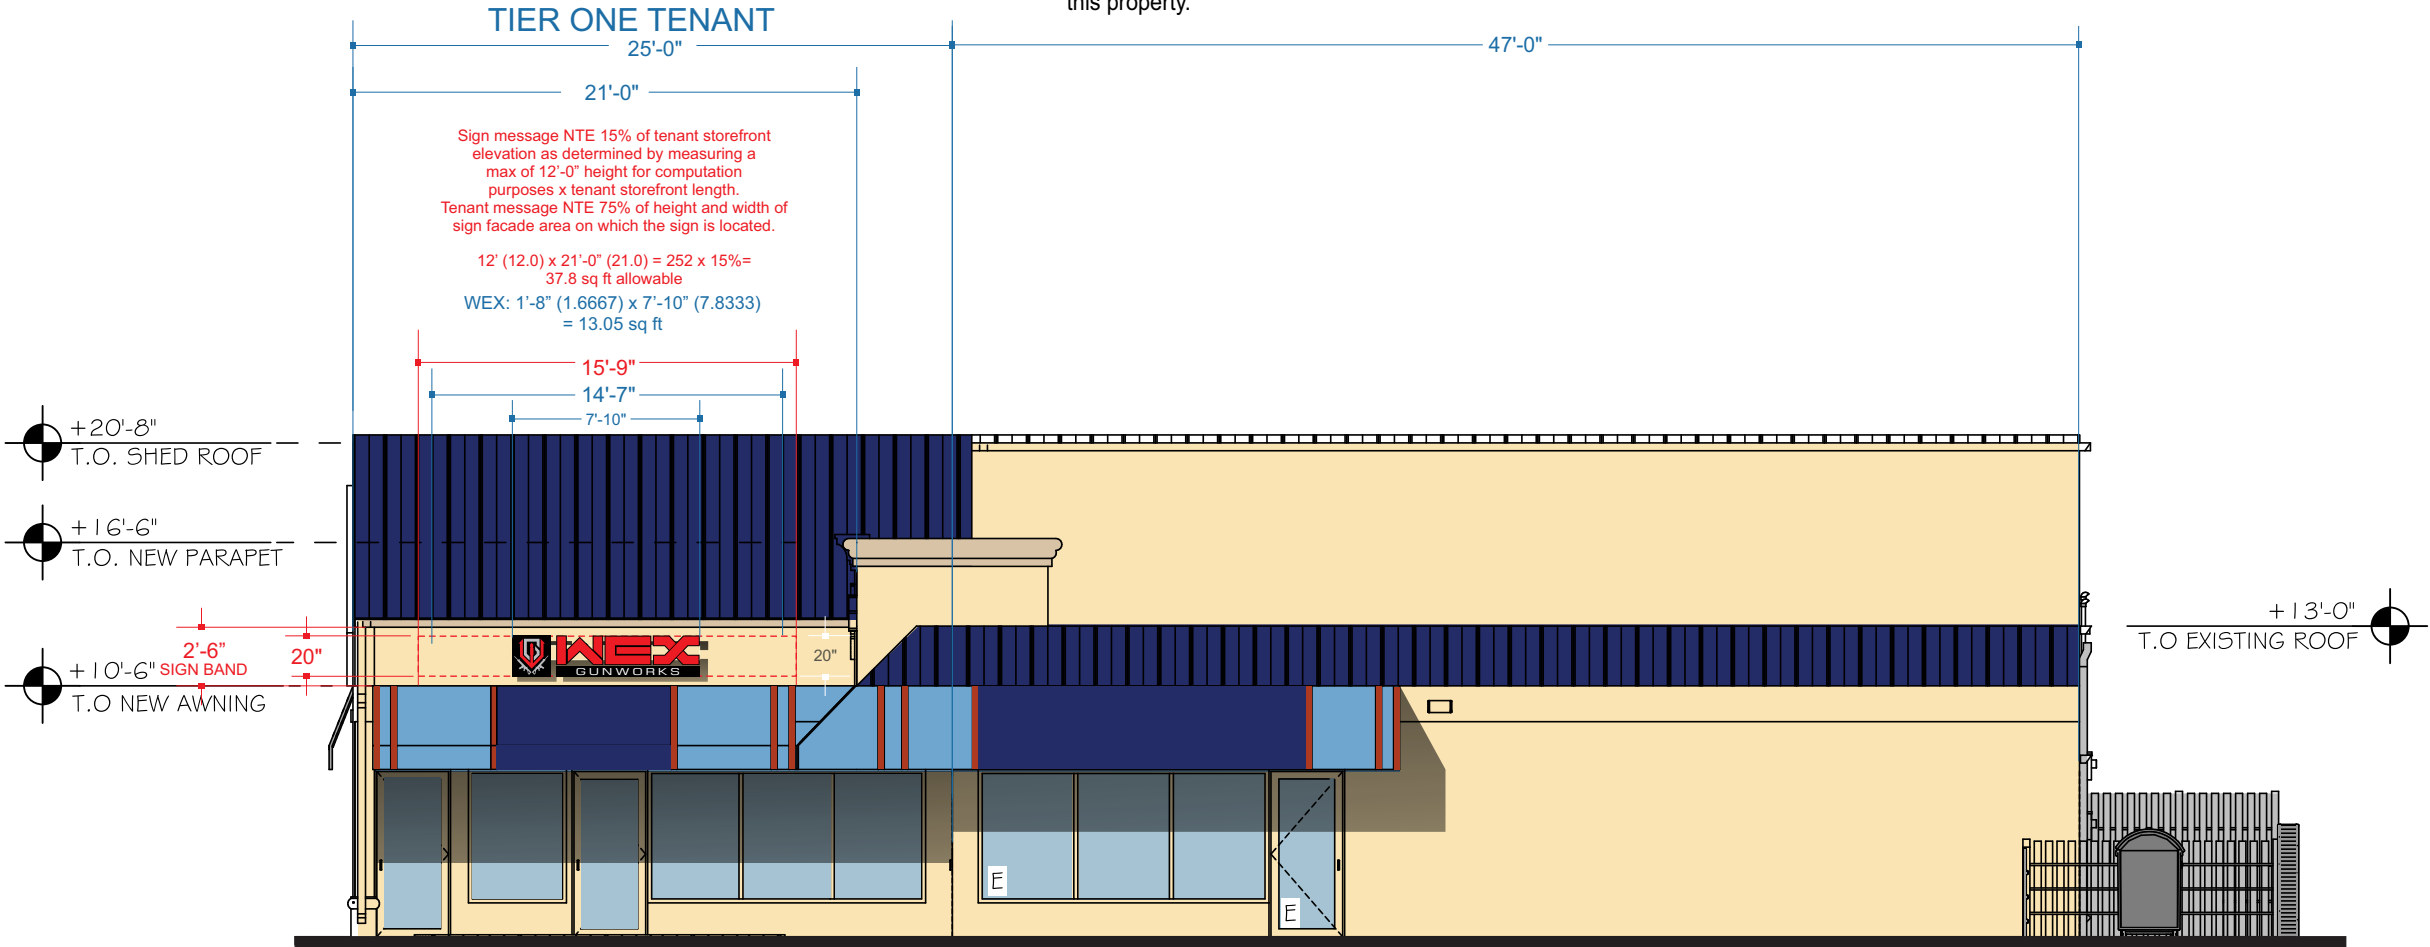 this property.
TIER ONE TENANT
25'-0"
47'-0"
21'-0"
Sign message NTE 15% of tenant storefront
elevation as determined by measuring a
max of 12'-0” height for computation
purposes x tenant storefront length.
Tenant message NTE 75% of height and width of
sign facade area on which the sign is located.
12’ (12.0) x 21’-0” (21.0) = 252 x 15%=
37.8 sq ft allowable
WEX: 1’-8” (1.6667) x 7’-10” (7.8333)
= 13.05 sq ft
15'-9"
14'-7"
7'-10"
+20'-8"
T.O. SHED ROOF
+16'-6"
T.O. NEW PARAPET
+13'-0"
T.O EXISTING ROOF
2’-6”
SIGN BAND
20"
WEX
GUNWORKS
20"
+10'-6"
T.O NEW AWNING
E
E